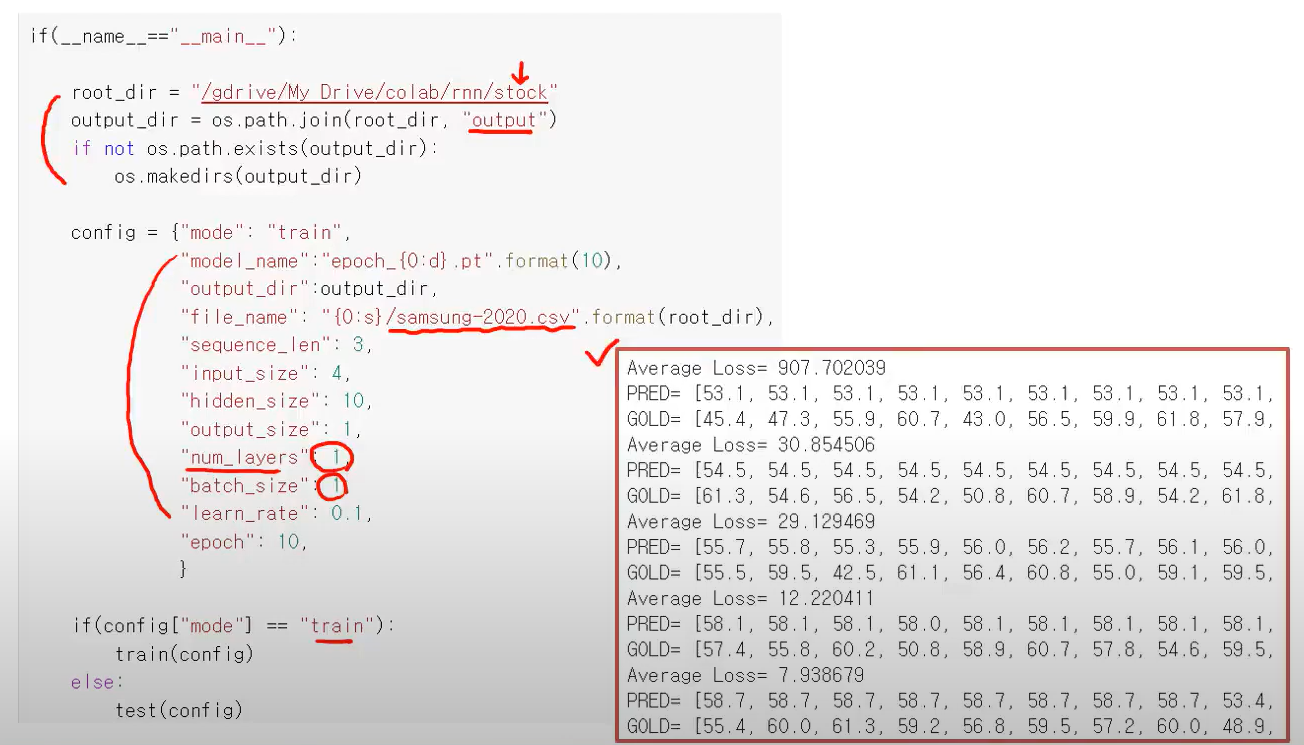 if(__name__=="__main__"):
root_dir = "/gdrive/My Drive/colab/rnn/stock"
output_dir = os.path.join(root_dir, "output")
if not os.path.exists(output_dir):
os.makedirs(output_dir)
config = {"mode": "train",
"model_name":"epoch_{0:d}.pt".format(10),
"output_dir":output_dir,
"file_name": "{0:s}/samsung-2020.csv".format(root_dir),
"sequence_len": 3,
"input_size": 4,
"hidden_size": 10,
"output_size": 1,
"num_layers": 1,
"batch_size": 1,
"learn_rate": 0.1,
"epoch": 10,
}
if(config["mode"] == "train"):
train(config)
else:
test(config)
Average Loss= 907.702039
PRED= [53.1, 53.1, 53.1, 53.1, 53.1, 53.1, 53.1, 53.1, 53.1,
GOLD= [45.4, 47.3, 55.9, 60.7, 43.0, 56.5, 59.9, 61.8, 57.9,
Average Loss= 30.854506
PRED= [54.5, 54.5, 54.5, 54.5, 54.5, 54.5, 54.5, 54.5, 54.5,
GOLD= [61.3, 54.6, 56.5, 54.2, 50.8, 60.7, 58.9, 54.2, 61.8,
Average Loss= 29.129469
PRED= [55.7, 55.8, 55.3, 55.9, 56.0, 56.2, 55.7, 56.1, 56.0,
GOLD= [55.5, 59.5, 42.5, 61.1, 56.4, 60.8, 55.0, 59.1, 59.5,
Average Loss= 12.220411
PRED= [58.1, 58.1, 58.1, 58.0, 58.1, 58.1, 58.1, 58.1, 58.1,
GOLD= [57.4, 55.8, 60.2, 50.8, 58.9, 60.7, 57.8, 54.6, 59.5,
Average Loss= 7.938679
PRED= [58.7, 58.7, 58.7, 58.7, 58.7, 58.7, 58.7, 58.7, 53.4,
GOLD= [55.4, 60.0, 61.3, 59.2, 56.8, 59.5, 57.2, 60.0, 48.9,